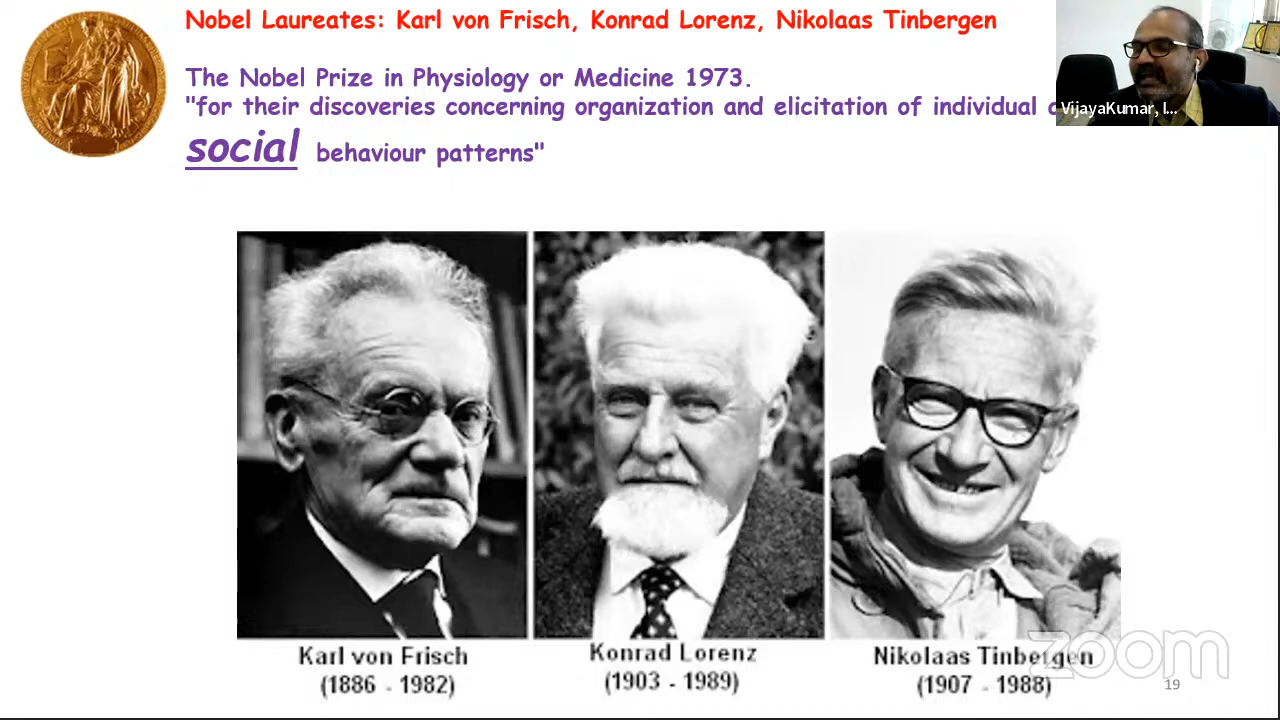 Nobel Laureates: Karl von Frisch, Konrad Lorenz, Nikolaas Tinbergen
The Nobel Prize in Physiology or Medicine 1973.
"for their discoveries concerning organization and elicitation of individual
social behaviour patterns"
VijayaKumar, I...
Karl von Frisch
(1886 - 1982)
Konrad Lorenz
(1903 - 1989)
Nikolaas Tinbergen
(1907 - 1988)
zoom
19